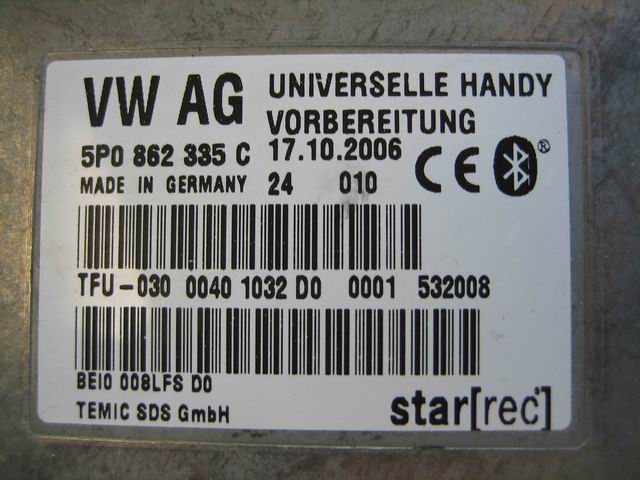 VW AG UNIVERSELLE HANDY
VORBEREITUNG
5P0 862 335 C 17.10.2006
MADE IN GERMANY 24 010 CE ®
TFU-030 0040 1032 D0 0001 532008
BEI0 008LFS D0
TEMIC SDS GmbH star[rec]